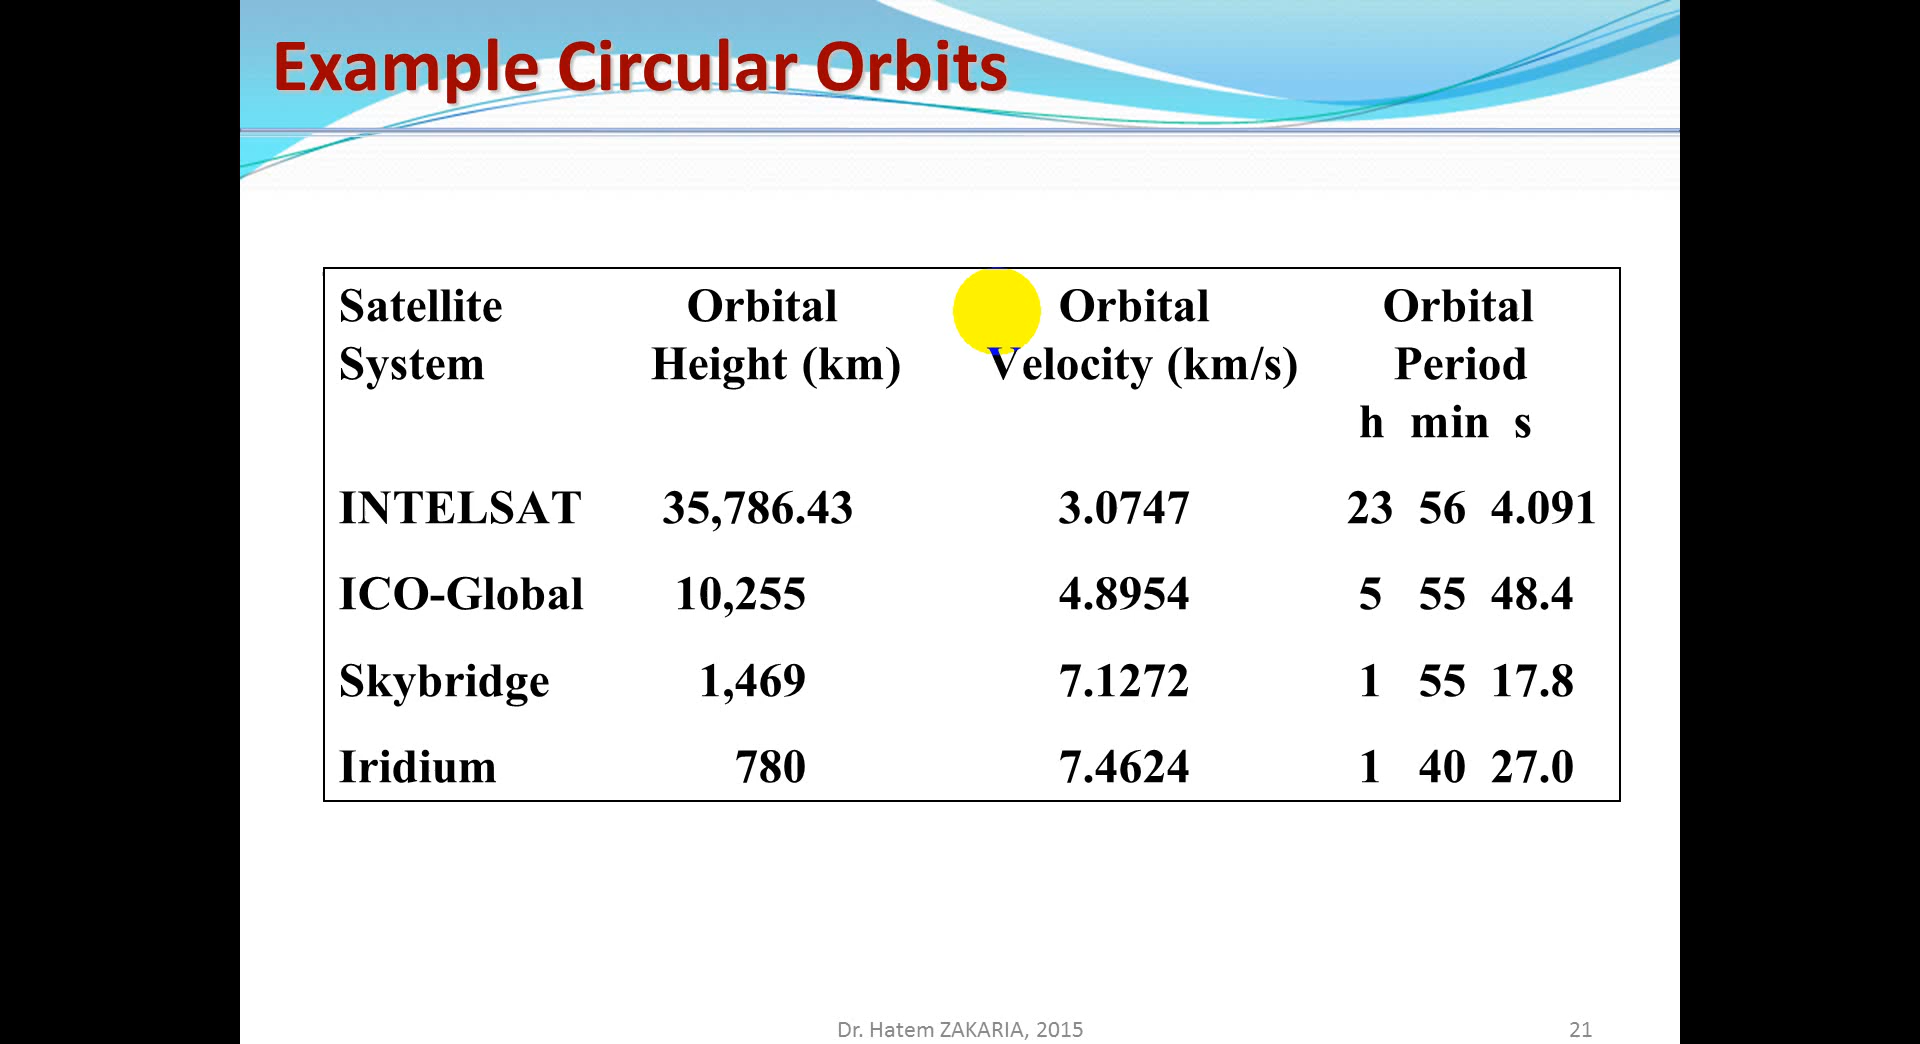 Example Circular Orbits
Satellite Orbital Orbital Orbital
System Height (km) Velocity (km/s) Period
h min s
INTELSAT 35,786.43 3.0747 23 56 4.091
ICO-Global 10,255 4.8954 5 55 48.4
Skybridge 1,469 7.1272 1 55 17.8
Iridium 780 7.4624 1 40 27.0
Dr. Hatem ZAKARIA, 2015 21